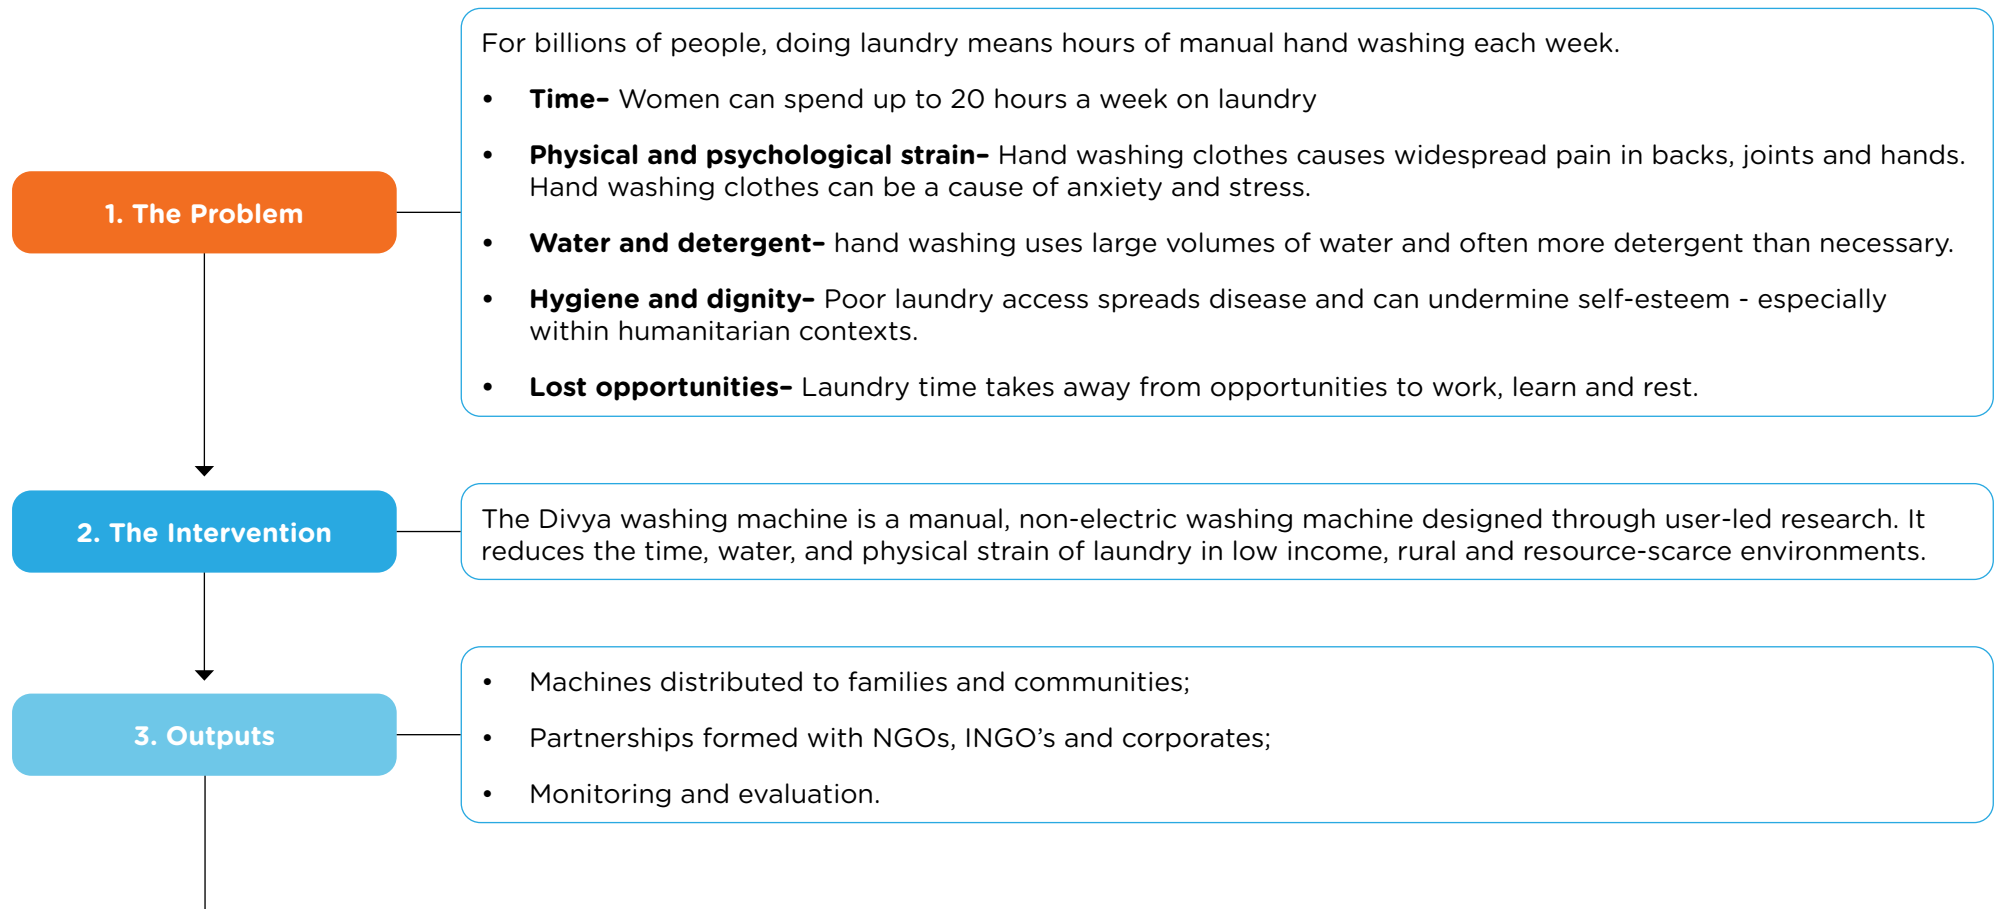 For billions of people, doing laundry means hours of manual hand washing each week.
• Time– Women can spend up to 20 hours a week on laundry
• Physical and psychological strain– Hand washing clothes causes widespread pain in backs, joints and hands.
Hand washing clothes can be a cause of anxiety and stress.
1. The Problem
• Water and detergent– hand washing uses large volumes of water and often more detergent than necessary.
• Hygiene and dignity– Poor laundry access spreads disease and can undermine self-esteem - especially
within humanitarian contexts.
• Lost opportunities– Laundry time takes away from opportunities to work, learn and rest.
2. The Intervention
The Divya washing machine is a manual, non-electric washing machine designed through user-led research. It
reduces the time, water, and physical strain of laundry in low income, rural and resource-scarce environments.
3. Outputs
• Machines distributed to families and communities;
• Partnerships formed with NGOs, INGO’s and corporates;
• Monitoring and evaluation.